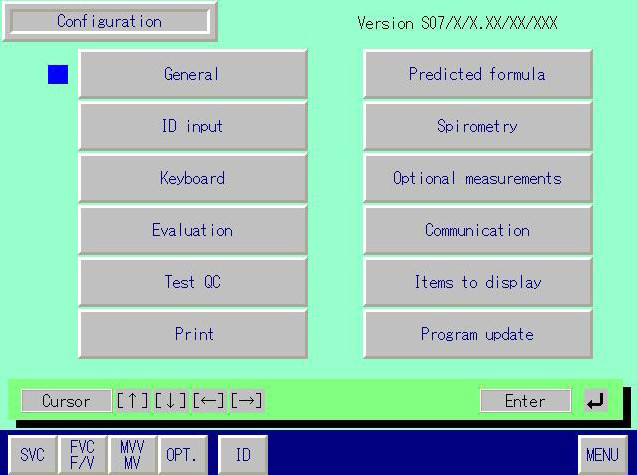 Configuration
Version S07/X/X.XX/XX/XXX
General
Predicted formula
ID input
Spirometry
Keyboard
Optional measurements
Evaluation
Communication
Test QC
Items to display
Print
Program update
Cursor [↑][↓][←][→] Enter ↵
SVC FVC F/V MVV MV OPT. ID MENU